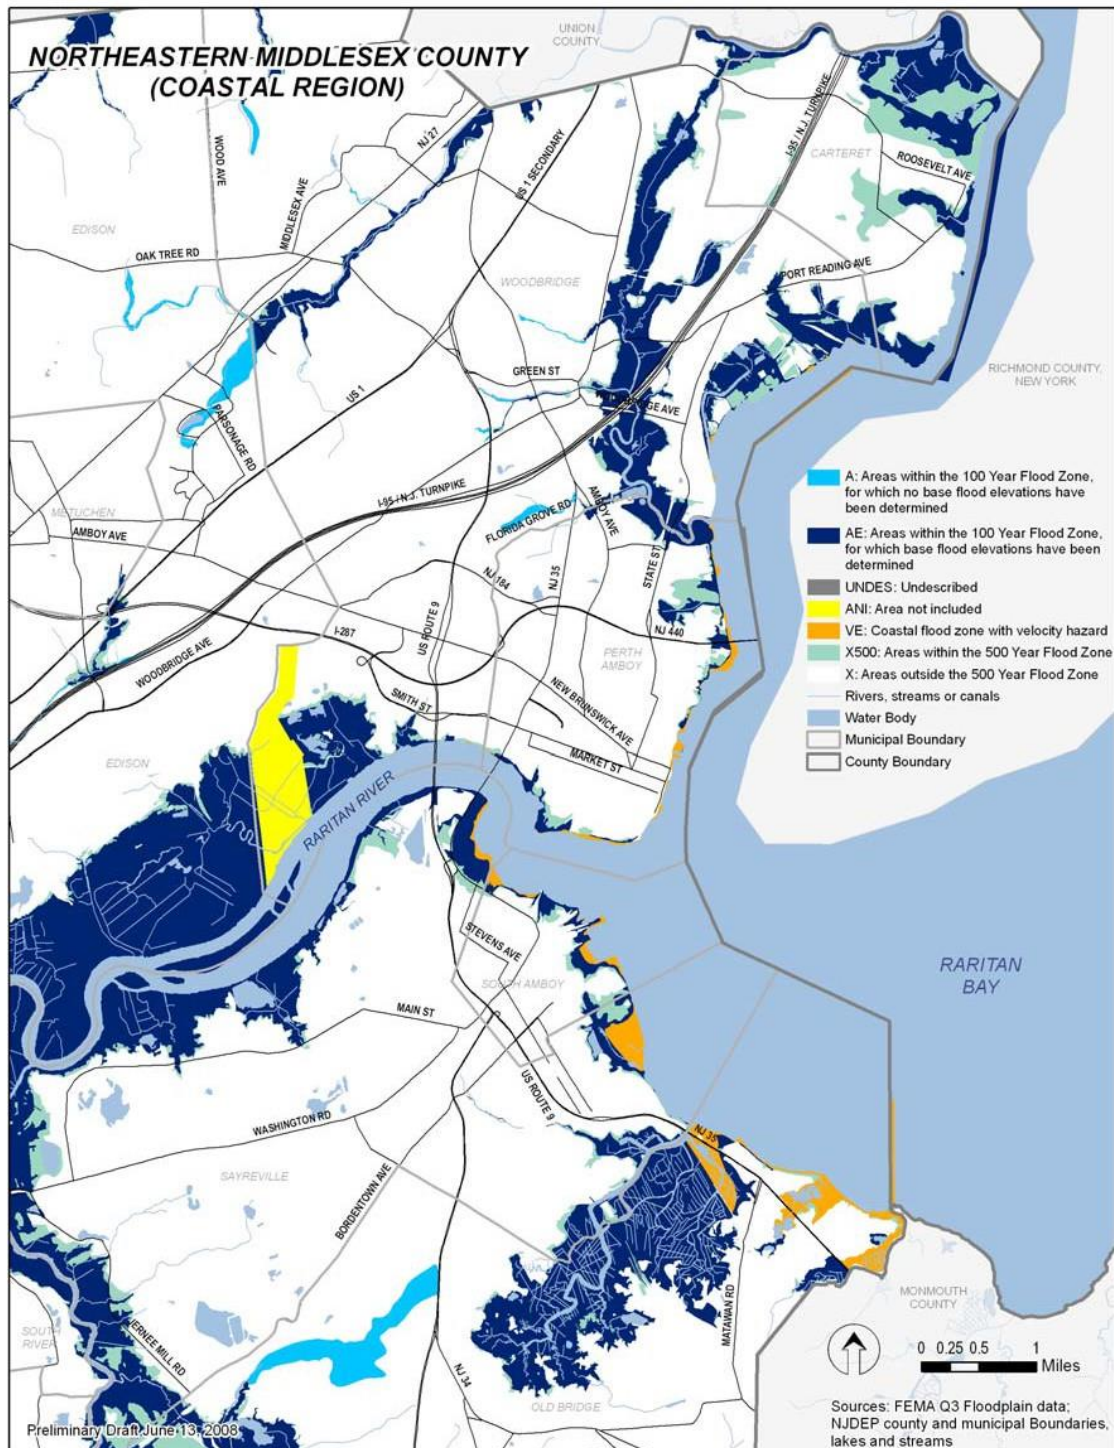 NORTHEASTERN MIDDLESEX COUNTY
(COASTAL REGION)
UNION
COUNTY
WOOD AVE
NJ 27
US 1 SECONDARY
I-95 / N.J. TURNPIKE
CARTERET
ROOSEVELT AVE
MIDDLESEX AVE
EDISON
OAK TREE RD
WOODBRIDGE
PORT READING AVE
RICHMOND COUNTY,
NEW YORK
GREEN ST
US 1
PARSONAGE RD
I-95 / N.J. TURNPIKE
METUCHEN
AMBOY AVE
FLORIDA GROVE RD
AMBOY AVE
STATE ST
NJ 35
NJ 184
US ROUTE 9
I-287
NJ 440
WOODBRIDGE AVE
PERTH
AMBOY
SMITH ST
NEW BRUNSWICK AVE
MARKET ST
EDISON
RARITAN RIVER
A: Areas within the 100 Year Flood Zone,
for which no base flood elevations have
been determined
AE: Areas within the 100 Year Flood Zone,
for which base flood elevations have been
determined
UNDES: Undescribed
ANI: Area not included
VE: Coastal flood zone with velocity hazard
X500: Areas within the 500 Year Flood Zone
X: Areas outside the 500 Year Flood Zone
Rivers, streams or canals
Water Body
Municipal Boundary
County Boundary
STEVENS AVE
SOUTH AMBOY
RARITAN
BAY
MAIN ST
US ROUTE 9
WASHINGTON RD
NJ 35
SAYREVILLE
BORDENTOWN AVE
MATAWAN RD
MONMOUTH
COUNTY
SOUTH
RIVER
JERNEE MILL RD
NJ 34
OLD BRIDGE
0 0.25 0.5 1
Miles
Preliminary Draft June 13, 2008
Sources: FEMA Q3 Floodplain data;
NJDEP county and municipal Boundaries,
lakes and streams